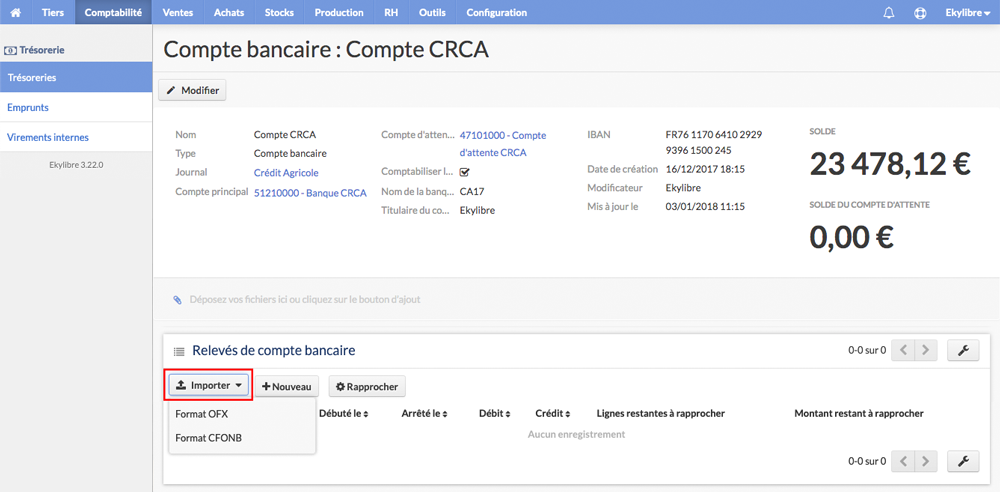 Tiers Comptabilité Ventes Achats Stocks Production RH Outils Configuration Ekylibre
Trésorerie
Trésoreries
Emprunts
Virements internes
Ekylibre 3.22.0
Compte bancaire : Compte CRCA
Modifier
Nom Compte CRCA
Type Compte bancaire
Journal Crédit Agricole
Compte principal 51210000 - Banque CRCA
Compte d'atten... 47101000 - Compte
d'attente CRCA
Comptabiliser l...
Nom de la banq... CA17
Titulaire du co... Ekylibre
IBAN FR76 1170 6410 2929
9396 1500 245
Date de création 16/12/2017 18:15
Modificateur Ekylibre
Mis à jour le 03/01/2018 11:15
SOLDE
23 478,12 €
SOLDE DU COMPTE D'ATTENTE
0,00 €
Déposez vos fichiers ici ou cliquez sur le bouton d'ajout
Relevés de compte bancaire 0-0 sur 0
Importer Nouveau Rapprocher
Format OFX
Format CFONB
Débuté le Arrêté le Débit Crédit Lignes restantes à rapprocher Montant restant à rapprocher
Aucun enregistrement
0-0 sur 0